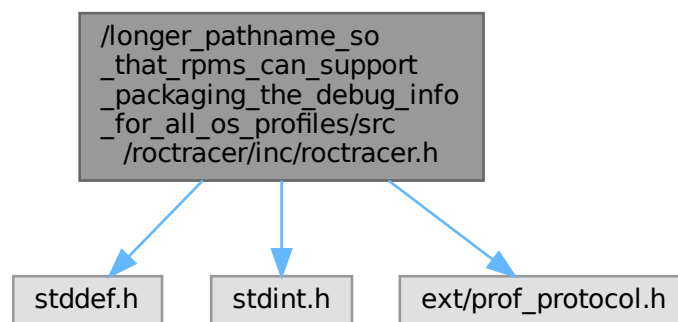 /longer_pathname_so
_that_rpms_can_support
_packaging_the_debug_info
_for_all_os_profiles/src
/roctracer/inc/roctracer.h
stddef.h
stdint.h
ext/prof_protocol.h